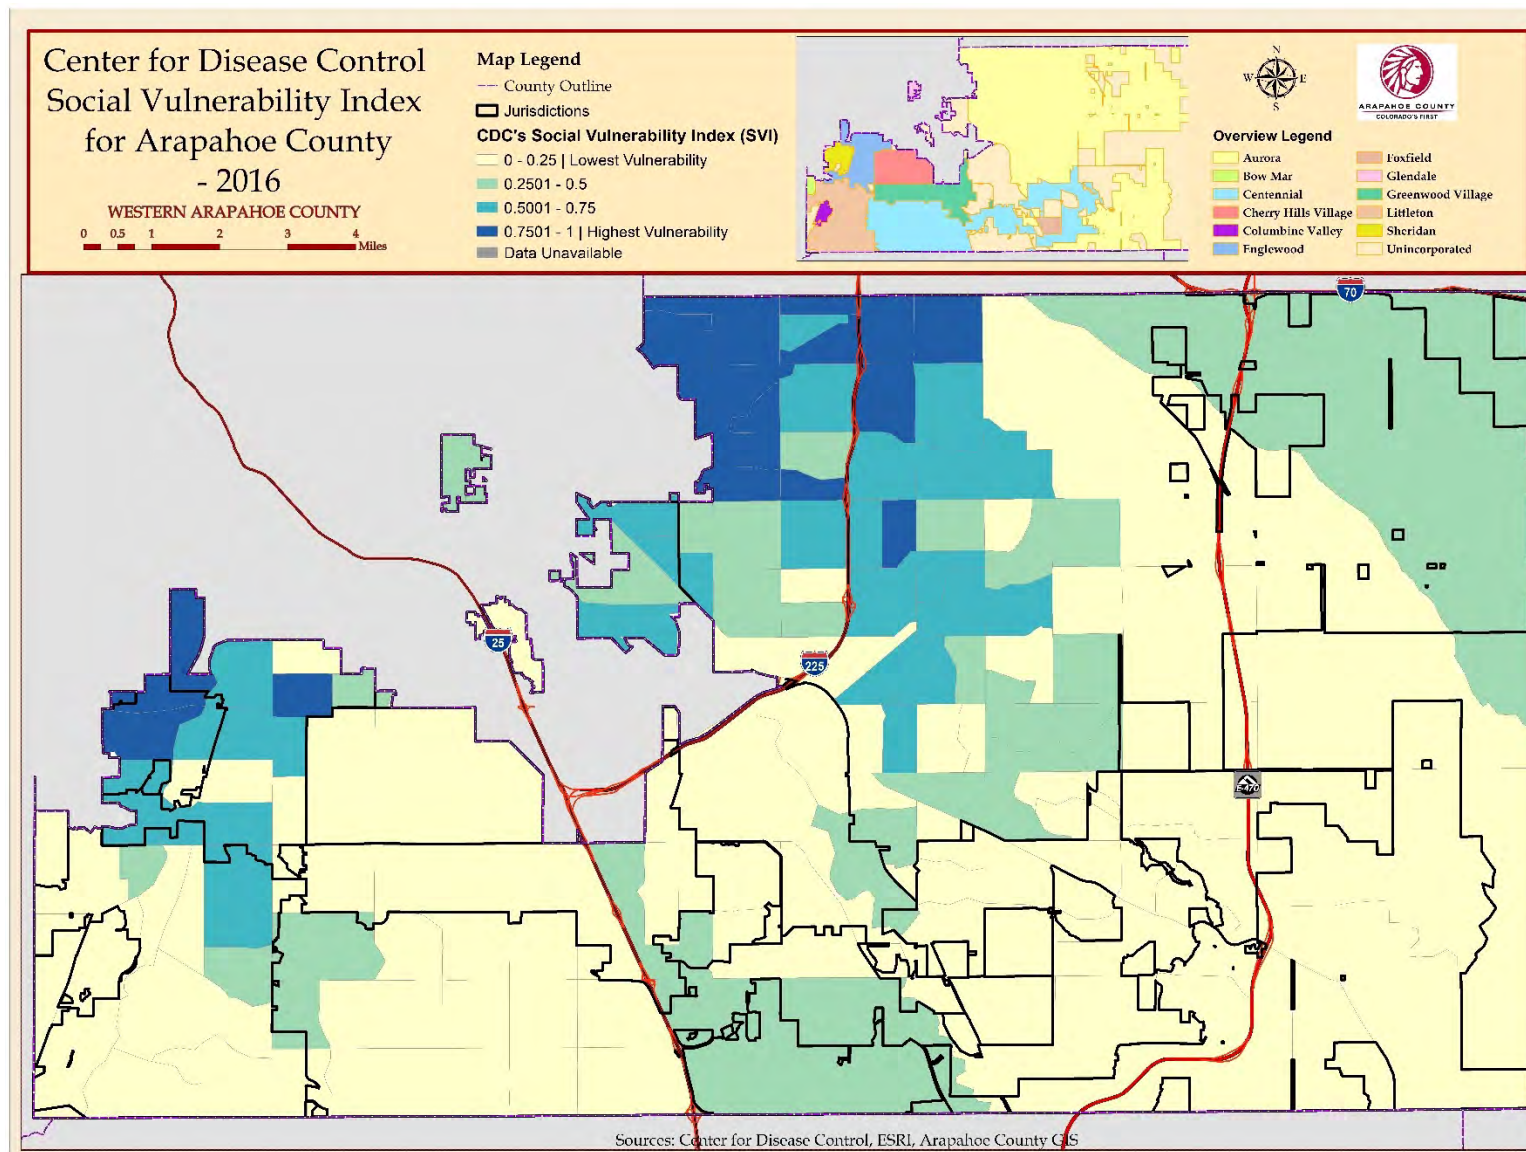 Center for Disease Control
Social Vulnerability Index
for Arapahoe County
- 2016
WESTERN ARAPAHOE COUNTY
0 0.5 1 2 3 4
Miles
Map Legend
County Outline
Jurisdictions
CDC's Social Vulnerability Index (SVI)
0 - 0.25 | Lowest Vulnerability
0.2501 - 0.5
0.5001 - 0.75
0.7501 - 1 | Highest Vulnerability
Data Unavailable
N
W E
S
ARAPAHOE COUNTY
COLORADO'S FIRST
Overview Legend
Aurora
Bow Mar
Centennial
Cherry Hills Village
Columbine Valley
Englewood
Foxfield
Glendale
Greenwood Village
Littleton
Sheridan
Unincorporated
70
25
225
E-470
Sources: Center for Disease Control, ESRI, Arapahoe County GIS